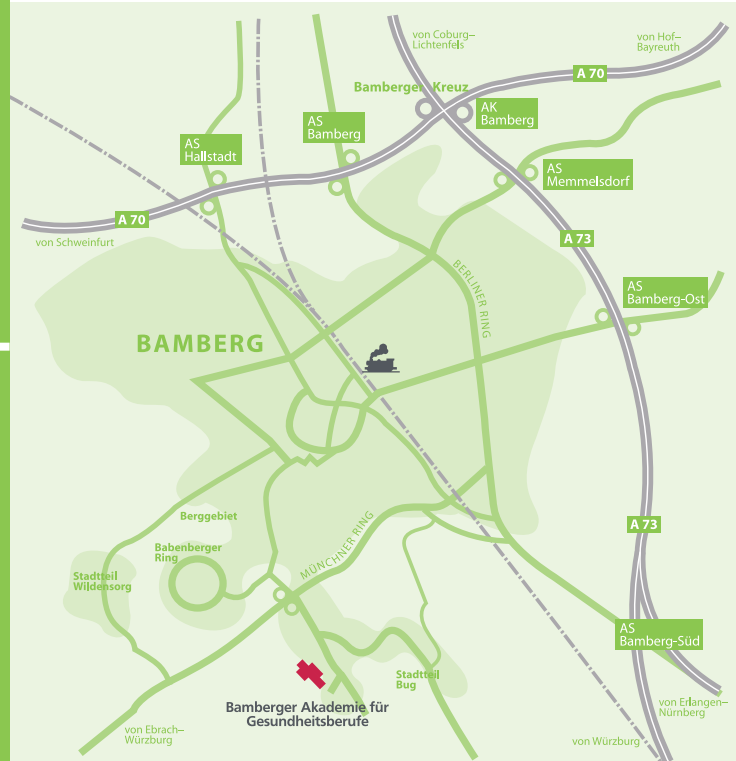 von Coburg–
Lichtenfels
von Hof–
Bayreuth
A 70
Bamberger Kreuz
AK
Bamberg
AS
Bamberg
AS
Hallstadt
AS
Memmelsdorf
A 70
von Schweinfurt
A 73
BERLINER RING
AS
Bamberg-Ost
BAMBERG
Berggebiet
MÜNCHNER RING
A 73
Babenberger
Ring
Stadtteil
Wildensorg
AS
Bamberg-Süd
Stadtteil
Bug
Bamberger Akademie für
Gesundheitsberufe
von Erlangen–
Nürnberg
von Ebrach–
Würzburg
von Würzburg